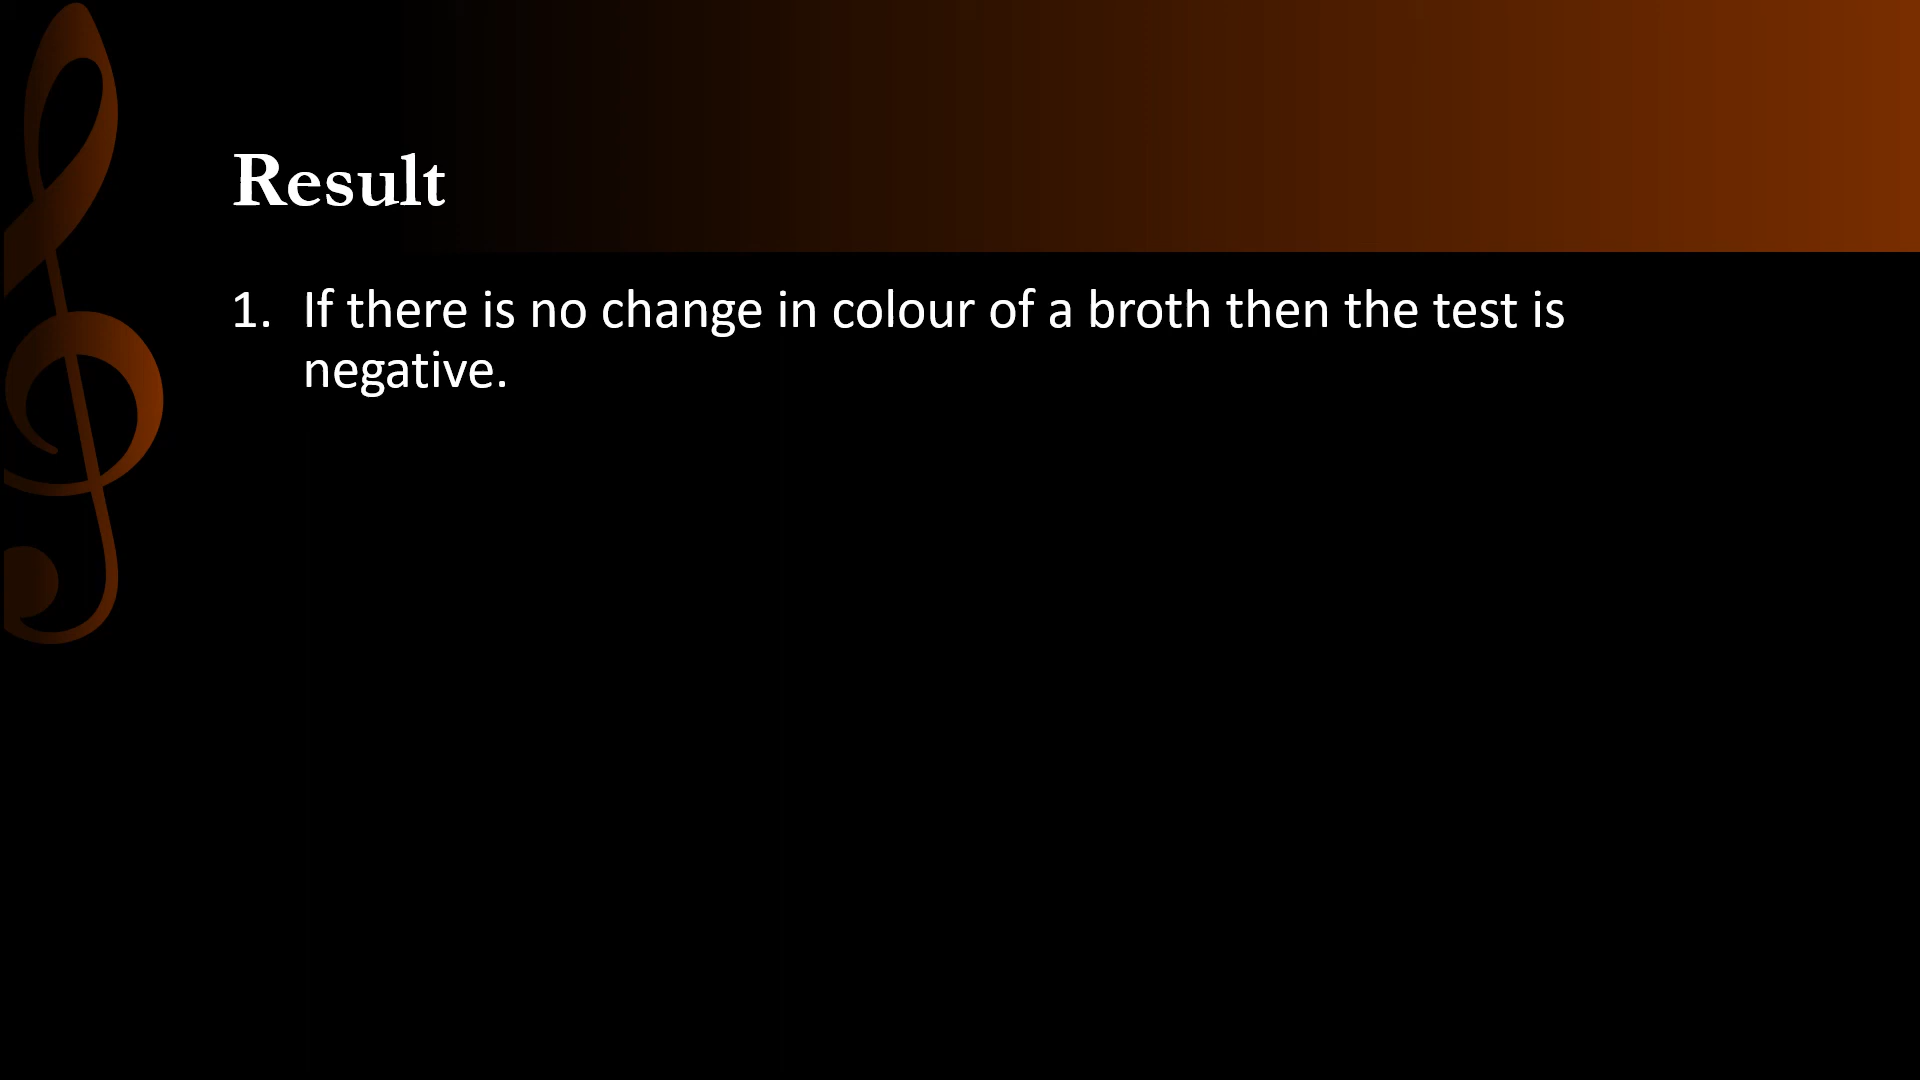 Result
1. If there is no change in colour of a broth then the test is
negative.